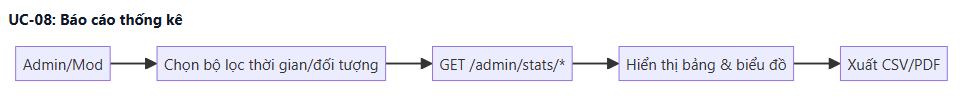 UC-08: Báo cáo thống kê
Admin/Mod
Chọn bộ lọc thời gian/đối tượng
GET /admin/stats/*
Hiển thị bảng & biểu đồ
Xuất CSV/PDF